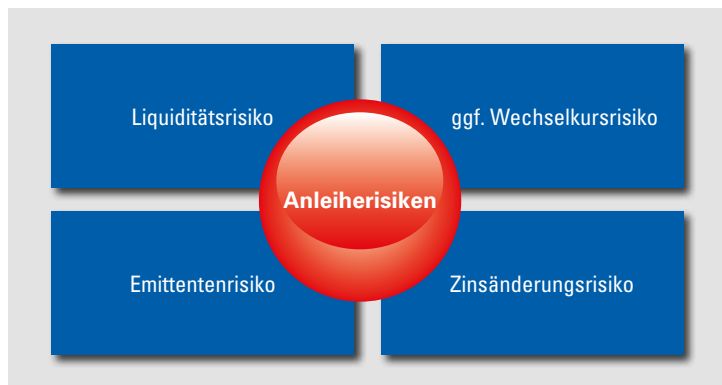 Liquiditätsrisiko
ggf. Wechselkursrisiko
Anleiherisiken
Emittentenrisiko
Zinsänderungsrisiko